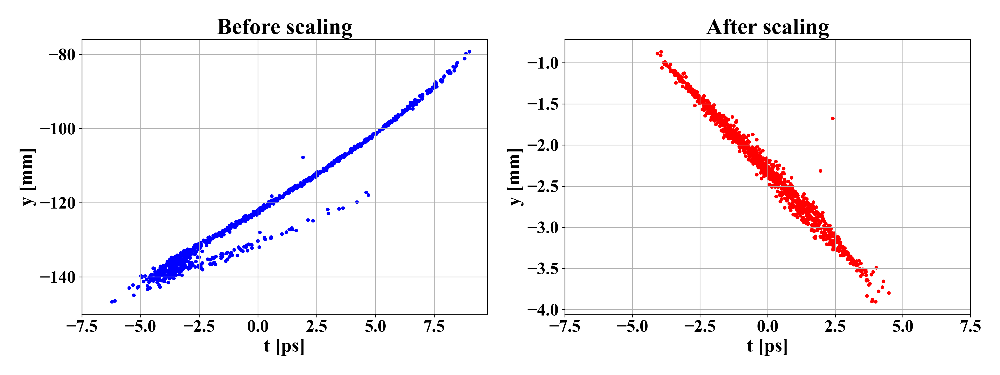 Before scaling
−80
−100
−120
−140
y [mm]
−7.5 −5.0 −2.5 0.0 2.5 5.0 7.5
t [ps]
After scaling
−1.0
−1.5
−2.0
−2.5
−3.0
−3.5
−4.0
y [mm]
−7.5 −5.0 −2.5 0.0 2.5 5.0 7.5
t [ps]